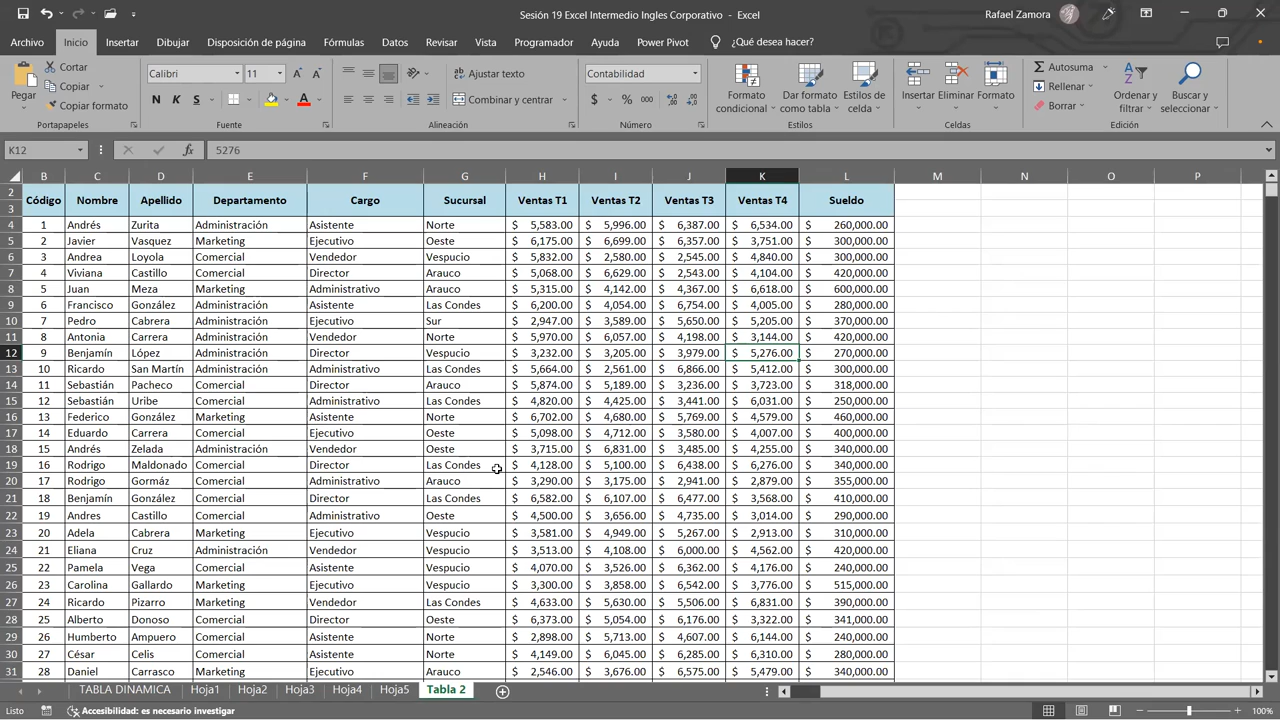 Sesión 19 Excel Intermedio Ingles Corporativo - Excel Rafael Zamora
Archivo Inicio Insertar Dibujar Disposición de página Fórmulas Datos Revisar Vista Programador Ayuda Power Pivot ¿Qué desea hacer?
Pegar Cortar Copiar Copiar formato Portapapeles
Calibri 11 N K S Fuente
Ajustar texto Combinar y centrar Alineación
Contabilidad $ % 000 Número
Formato condicional Dar formato como tabla Estilos de celda Estilos
Insertar Eliminar Formato Celdas
Autosuma Rellenar Borrar Ordenar y filtrar Buscar y seleccionar Edición
K12 fx 5276
B C D E F G H I J K L M N O P
2
3 Código Nombre Apellido Departamento Cargo Sucursal Ventas T1 Ventas T2 Ventas T3 Ventas T4 Sueldo
4 1 Andrés Zurita Administración Asistente Norte $ 5,583.00 $ 5,996.00 $ 6,387.00 $ 6,534.00 $ 260,000.00
5 2 Javier Vasquez Marketing Ejecutivo Oeste $ 6,175.00 $ 6,699.00 $ 6,357.00 $ 3,751.00 $ 300,000.00
6 3 Andrea Loyola Comercial Vendedor Vespucio $ 5,832.00 $ 2,580.00 $ 2,545.00 $ 4,840.00 $ 300,000.00
7 4 Viviana Castillo Comercial Director Arauco $ 5,068.00 $ 6,629.00 $ 2,543.00 $ 4,104.00 $ 420,000.00
8 5 Juan Meza Marketing Administrativo Arauco $ 5,315.00 $ 4,142.00 $ 4,367.00 $ 6,618.00 $ 600,000.00
9 6 Francisco González Administración Asistente Las Condes $ 6,200.00 $ 4,054.00 $ 6,754.00 $ 4,005.00 $ 280,000.00
10 7 Pedro Cabrera Administración Ejecutivo Sur $ 2,947.00 $ 3,589.00 $ 5,650.00 $ 5,205.00 $ 370,000.00
11 8 Antonia Carrera Administración Vendedor Norte $ 5,970.00 $ 6,057.00 $ 4,198.00 $ 3,144.00 $ 420,000.00
12 9 Benjamín López Administración Director Vespucio $ 3,232.00 $ 3,205.00 $ 3,979.00 $ 5,276.00 $ 270,000.00
13 10 Ricardo San Martín Administración Administrativo Las Condes $ 5,664.00 $ 2,561.00 $ 6,866.00 $ 5,412.00 $ 300,000.00
14 11 Sebastián Pacheco Comercial Director Arauco $ 5,874.00 $ 5,189.00 $ 3,236.00 $ 3,723.00 $ 318,000.00
15 12 Sebastián Uribe Comercial Administrativo Las Condes $ 4,820.00 $ 4,425.00 $ 3,441.00 $ 6,031.00 $ 250,000.00
16 13 Federico González Marketing Asistente Norte $ 6,702.00 $ 4,680.00 $ 5,769.00 $ 4,579.00 $ 460,000.00
17 14 Eduardo Carrera Comercial Ejecutivo Oeste $ 5,098.00 $ 4,712.00 $ 3,580.00 $ 4,007.00 $ 400,000.00
18 15 Andrés Zelada Administración Vendedor Oeste $ 3,715.00 $ 6,831.00 $ 3,485.00 $ 4,255.00 $ 340,000.00
19 16 Rodrigo Maldonado Comercial Director Las Condes $ 4,128.00 $ 5,100.00 $ 6,438.00 $ 6,276.00 $ 340,000.00
20 17 Rodrigo Gormáz Comercial Administrativo Arauco $ 3,290.00 $ 3,175.00 $ 2,941.00 $ 2,879.00 $ 355,000.00
21 18 Benjamín González Comercial Director Las Condes $ 6,582.00 $ 6,107.00 $ 6,477.00 $ 3,568.00 $ 410,000.00
22 19 Andres Castillo Comercial Administrativo Oeste $ 4,500.00 $ 3,656.00 $ 4,735.00 $ 3,014.00 $ 290,000.00
23 20 Adela Cabrera Marketing Ejecutivo Vespucio $ 3,581.00 $ 4,949.00 $ 5,267.00 $ 2,913.00 $ 310,000.00
24 21 Eliana Cruz Administración Vendedor Vespucio $ 3,513.00 $ 4,108.00 $ 6,000.00 $ 4,562.00 $ 420,000.00
25 22 Pamela Vega Comercial Asistente Vespucio $ 4,070.00 $ 3,526.00 $ 6,362.00 $ 4,176.00 $ 240,000.00
26 23 Carolina Gallardo Marketing Ejecutivo Vespucio $ 3,300.00 $ 3,858.00 $ 6,542.00 $ 3,776.00 $ 515,000.00
27 24 Ricardo Pizarro Marketing Vendedor Las Condes $ 4,633.00 $ 5,630.00 $ 5,506.00 $ 6,831.00 $ 390,000.00
28 25 Alberto Donoso Comercial Director Oeste $ 6,373.00 $ 5,054.00 $ 6,176.00 $ 3,322.00 $ 341,000.00
29 26 Humberto Ampuero Comercial Asistente Norte $ 2,898.00 $ 5,713.00 $ 4,607.00 $ 6,144.00 $ 240,000.00
30 27 César Celis Comercial Asistente Norte $ 4,149.00 $ 6,045.00 $ 6,285.00 $ 6,310.00 $ 280,000.00
31 28 Daniel Carrasco Marketing Ejecutivo Arauco $ 2,546.00 $ 3,676.00 $ 6,575.00 $ 5,479.00 $ 340,000.00
TABLA DINAMICA Hoja1 Hoja2 Hoja3 Hoja4 Hoja5 Tabla 2
Listo Accesibilidad: es necesario investigar 100%